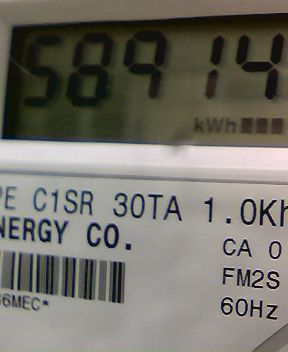 58914
kWh
PE C1SR 30TA 1.0Kh
NERGY CO.
CA 0
FM2S
6MEC*
60Hz